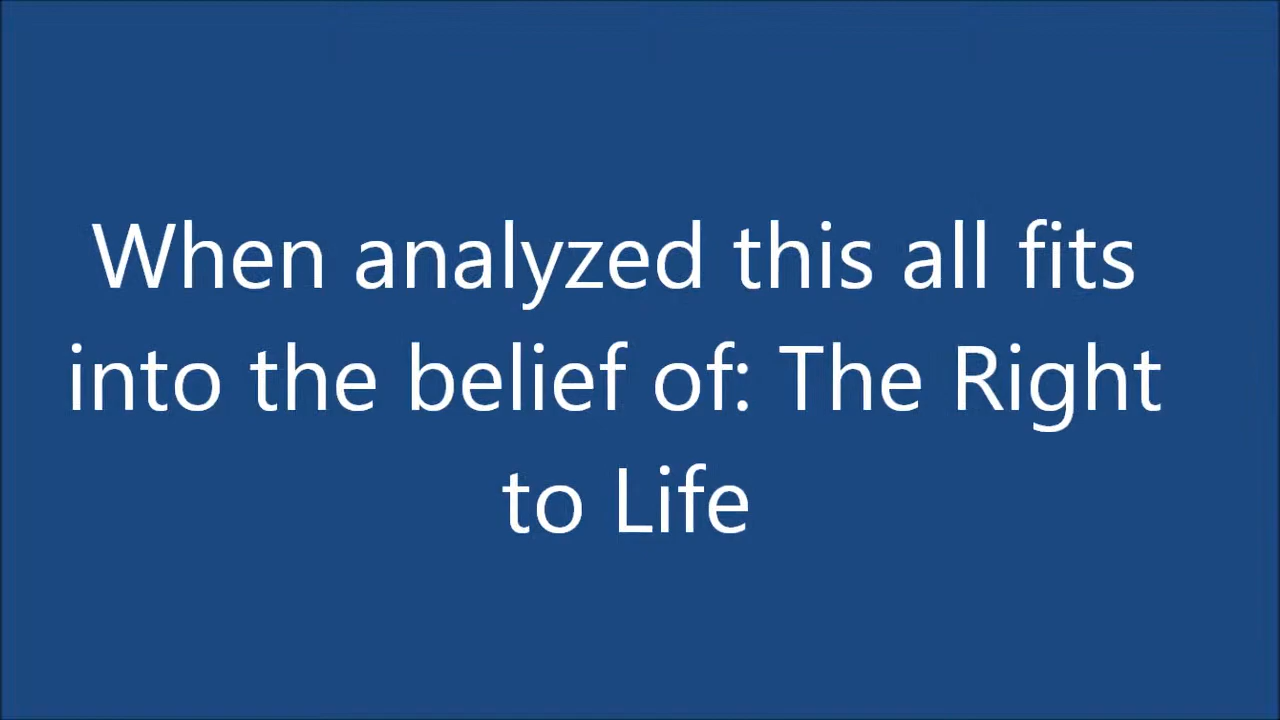 When analyzed this all fits
into the belief of: The Right
to Life